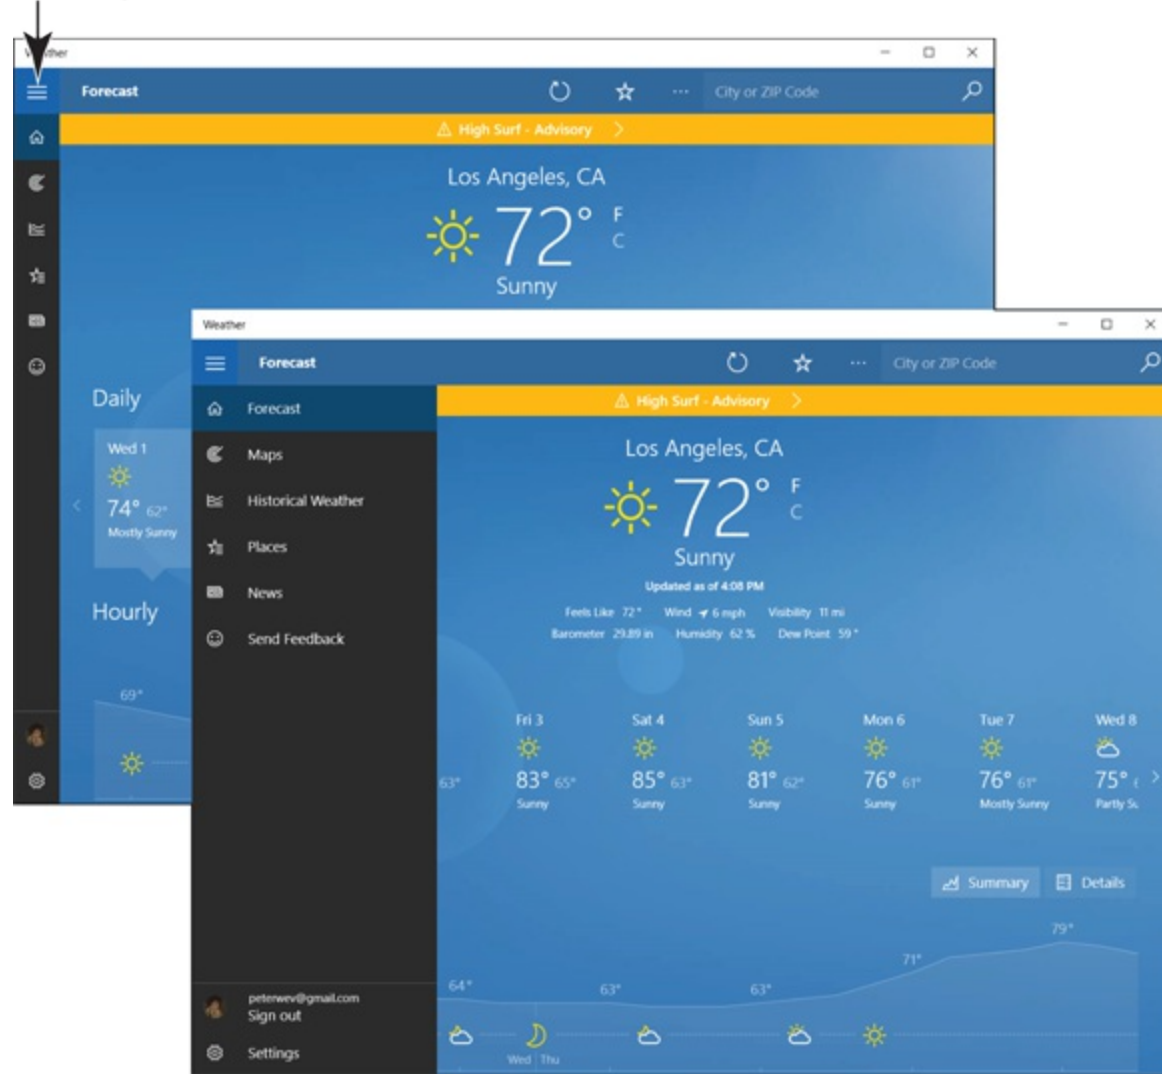 Forecast
City or ZIP Code
High Surf - Advisory
Los Angeles, CA
72° F
C
Sunny
Daily
Wed 1
74° 62°
Mostly Sunny
Hourly
69°
Weather
Forecast
City or ZIP Code
Forecast
High Surf - Advisory
Maps
Historical Weather
Places
News
Send Feedback
Los Angeles, CA
72° F
C
Sunny
Updated as of 4:08 PM
Feels Like 72° Wind 6 mph Visibility 11 mi
Barometer 29.89 in Humidity 62 % Dew Point 59 °
Fri 3 Sat 4 Sun 5 Mon 6 Tue 7 Wed 8
63° 83° 65° 85° 63° 81° 62° 76° 61° 76° 61° 75°
Sunny Sunny Sunny Sunny Mostly Sunny Partly
Summary Details
64° 63° 63° 71° 79°
Wed Thu
peterwev@gmail.com
Sign out
Settings